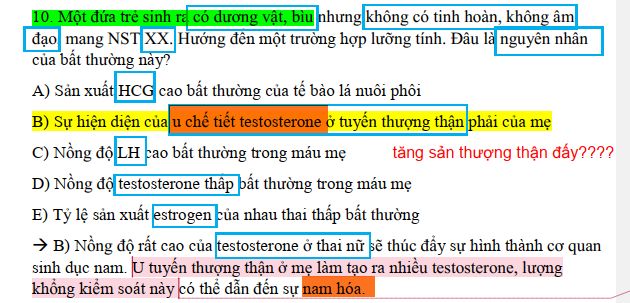 10. Một đứa trẻ sinh ra có dương vật, bìu nhưng không có tinh hoàn, không âm
đạo, mang NST XX. Hướng đến một trường hợp lưỡng tính. Đâu là nguyên nhân
của bất thường này?
A) Sản xuất HCG cao bất thường của tế bào lá nuôi phôi
B) Sự hiện diện của u chế tiết testosterone ở tuyến thượng thận phải của mẹ
C) Nồng độ LH cao bất thường trong máu mẹ
tăng sản thượng thận đấy????
D) Nồng độ testosterone thấp bất thường trong máu mẹ
E) Tỷ lệ sản xuất estrogen của nhau thai thấp bất thường
→ B) Nồng độ rất cao của testosterone ở thai nữ sẽ thúc đẩy sự hình thành cơ quan
sinh dục nam. U tuyến thượng thận ở mẹ làm tạo ra nhiều testosterone, lượng
không kiểm soát này có thể dẫn đến sự nam hóa.